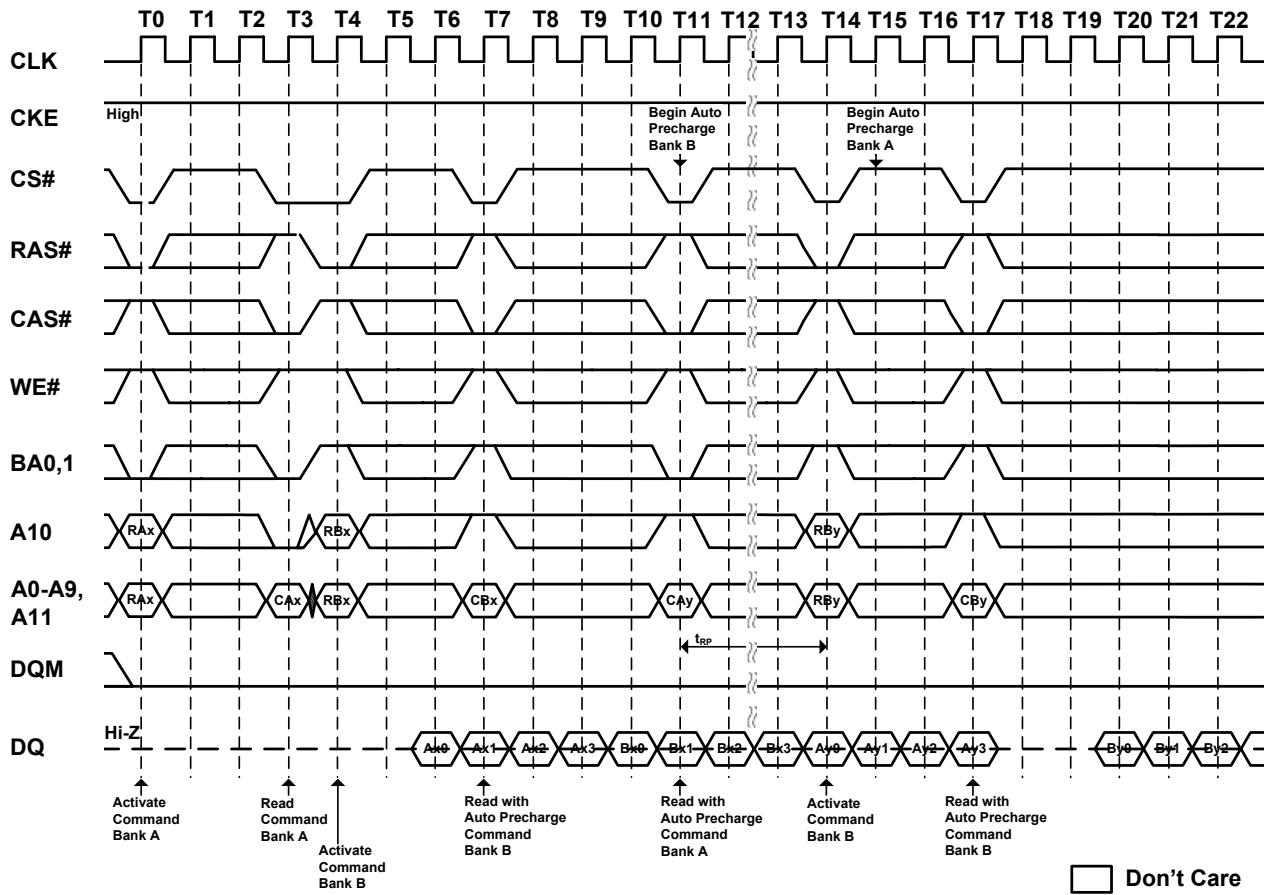 T0 T1 T2 T3 T4 T5 T6 T7 T8 T9 T10 T11 T12 T13 T14 T15 T16 T17 T18 T19 T20 T21 T22
CLK
CKE
High
Begin Auto
Precharge
Bank B
Begin Auto
Precharge
Bank A
CS#
RAS#
CAS#
WE#
BA0,1
A10
RAx RBx RBy
A0-A9,
A11
RAx CAx RBx CBx CAy RBy CBy
tRP
DQM
DQ
Hi-Z
Ax0 Ax1 Ax2 Ax3 Bx0 Bx1 Bx2 Bx3 Ay0 Ay1 Ay2 Ay3 By0 By1 By2
Activate
Command
Bank A
Read
Command
Bank A
Activate
Command
Bank B
Read with
Auto Precharge
Command
Bank B
Read with
Auto Precharge
Command
Bank A
Activate
Command
Bank B
Read with
Auto Precharge
Command
Bank B
Don't Care